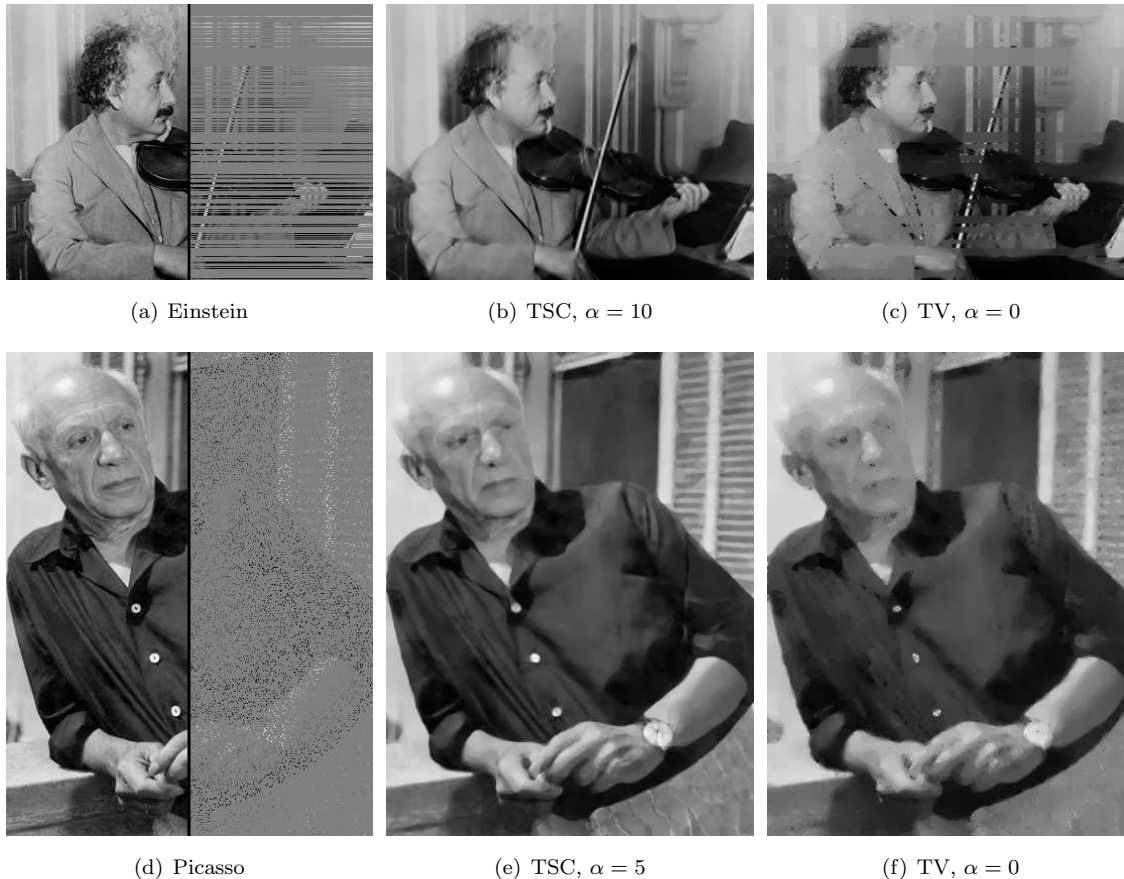 (a) Einstein
(b) TSC, α = 10
(c) TV, α = 0
(d) Picasso
(e) TSC, α = 5
(f) TV, α = 0